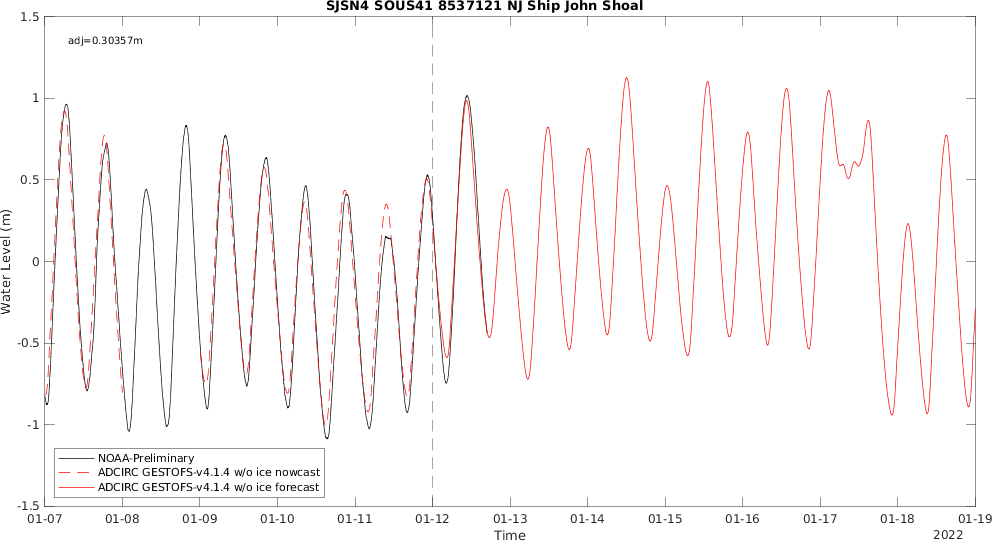 SJSN4 SOUS41 8537121 NJ Ship John Shoal
adj=0.30357m
1.5
1
0.5
0
-0.5
-1
-1.5
Water Level (m)
NOAA-Preliminary
ADCIRC GESTOFS-v4.1.4 w/o ice nowcast
ADCIRC GESTOFS-v4.1.4 w/o ice forecast
01-07 01-08 01-09 01-10 01-11 01-12 01-13 01-14 01-15 01-16 01-17 01-18 01-19
Time
2022